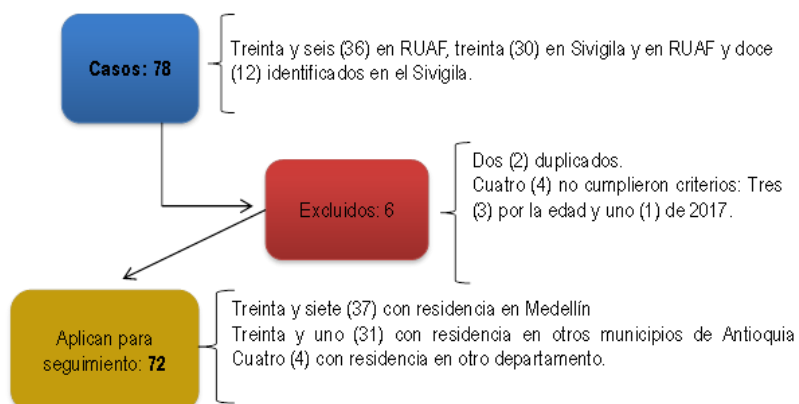 Casos: 78
Treinta y seis (36) en RUAF, treinta (30) en Sivigila y en RUAF y doce
(12) identificados en el Sivigila.
Excluidos: 6
Dos (2) duplicados.
Cuatro (4) no cumplieron criterios: Tres
(3) por la edad y uno (1) de 2017.
Aplican para
seguimiento: 72
Treinta y siete (37) con residencia en Medellín
Treinta y uno (31) con residencia en otros municipios de Antioquia
Cuatro (4) con residencia en otro departamento.